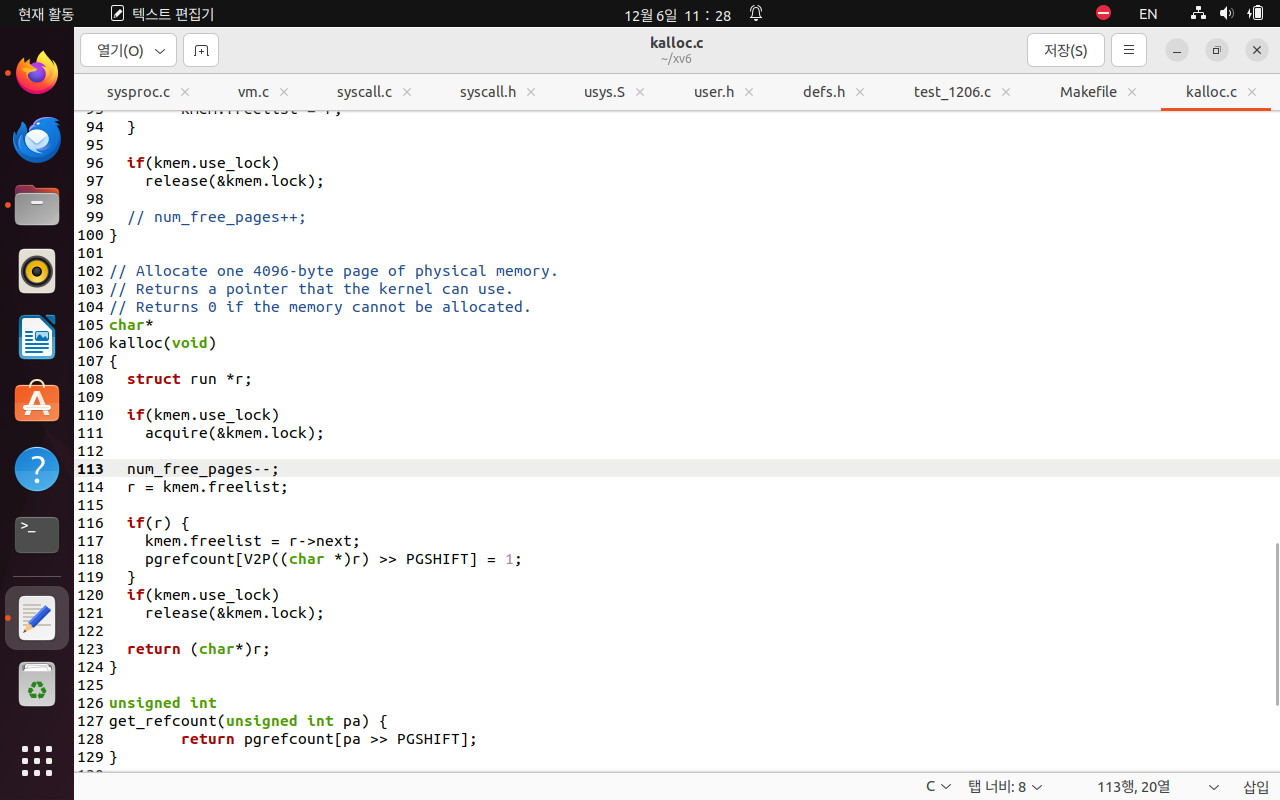 현재 활동 텍스트 편집기 12월 6일 11 : 28 EN
열기(O) kalloc.c ~/xv6 저장(S)
sysproc.c vm.c syscall.c syscall.h usys.S user.h defs.h test_1206.c Makefile kalloc.c
93 kmem.freelist = r;
94 }
95
96 if(kmem.use_lock)
97 release(&kmem.lock);
98
99 // num_free_pages++;
100 }
101
102 // Allocate one 4096-byte page of physical memory.
103 // Returns a pointer that the kernel can use.
104 // Returns 0 if the memory cannot be allocated.
105 char*
106 kalloc(void)
107 {
108 struct run *r;
109
110 if(kmem.use_lock)
111 acquire(&kmem.lock);
112
113 num_free_pages--;
114 r = kmem.freelist;
115
116 if(r) {
117 kmem.freelist = r->next;
118 pgrefcount[V2P((char *)r) >> PGSHIFT] = 1;
119 }
120 if(kmem.use_lock)
121 release(&kmem.lock);
122
123 return (char*)r;
124 }
125
126 unsigned int
127 get_refcount(unsigned int pa) {
128 return pgrefcount[pa >> PGSHIFT];
129 }
C 탭 너비: 8 113행, 20열 삽입